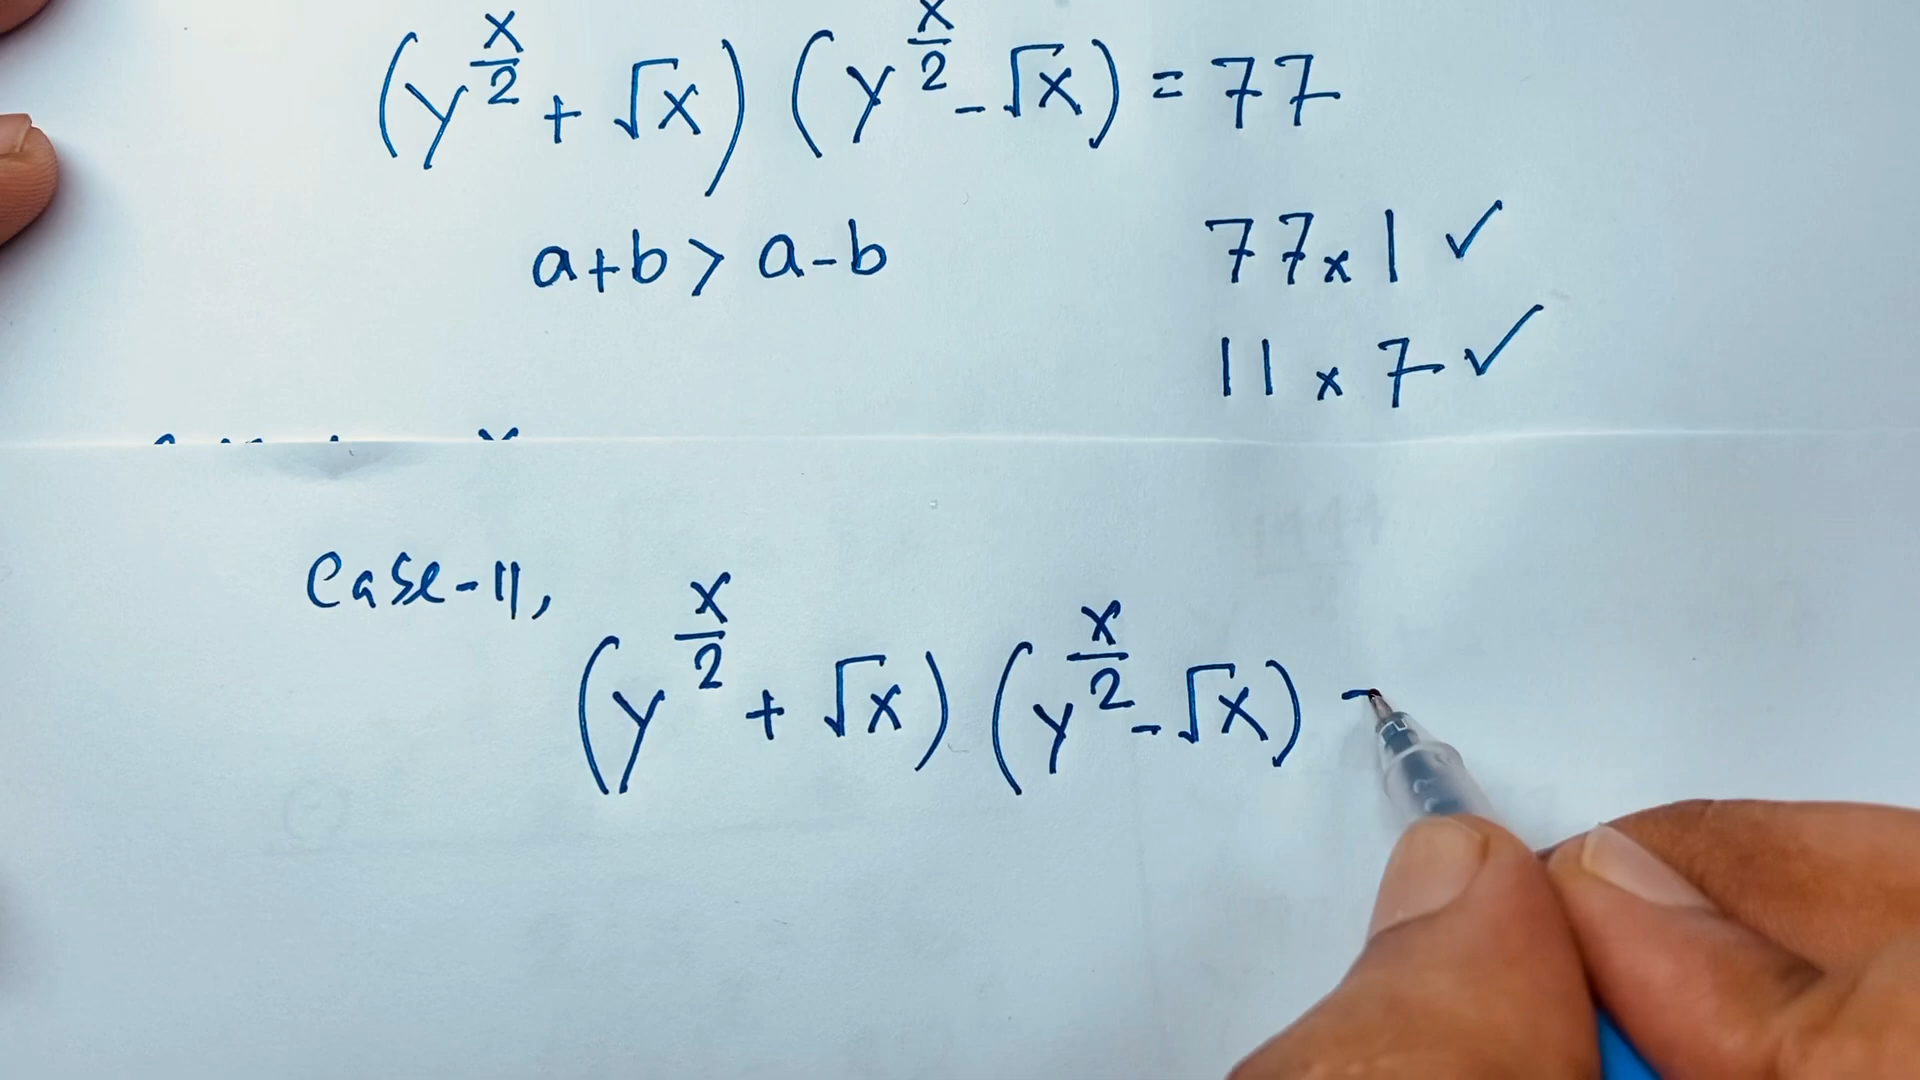 (y^(x/2) + √x) (y^(x/2) - √x) = 77
a+b > a-b
77 x 1 ✓
11 x 7 ✓
Case-II,
(y^(x/2) + √x) (y^(x/2) - √x) -